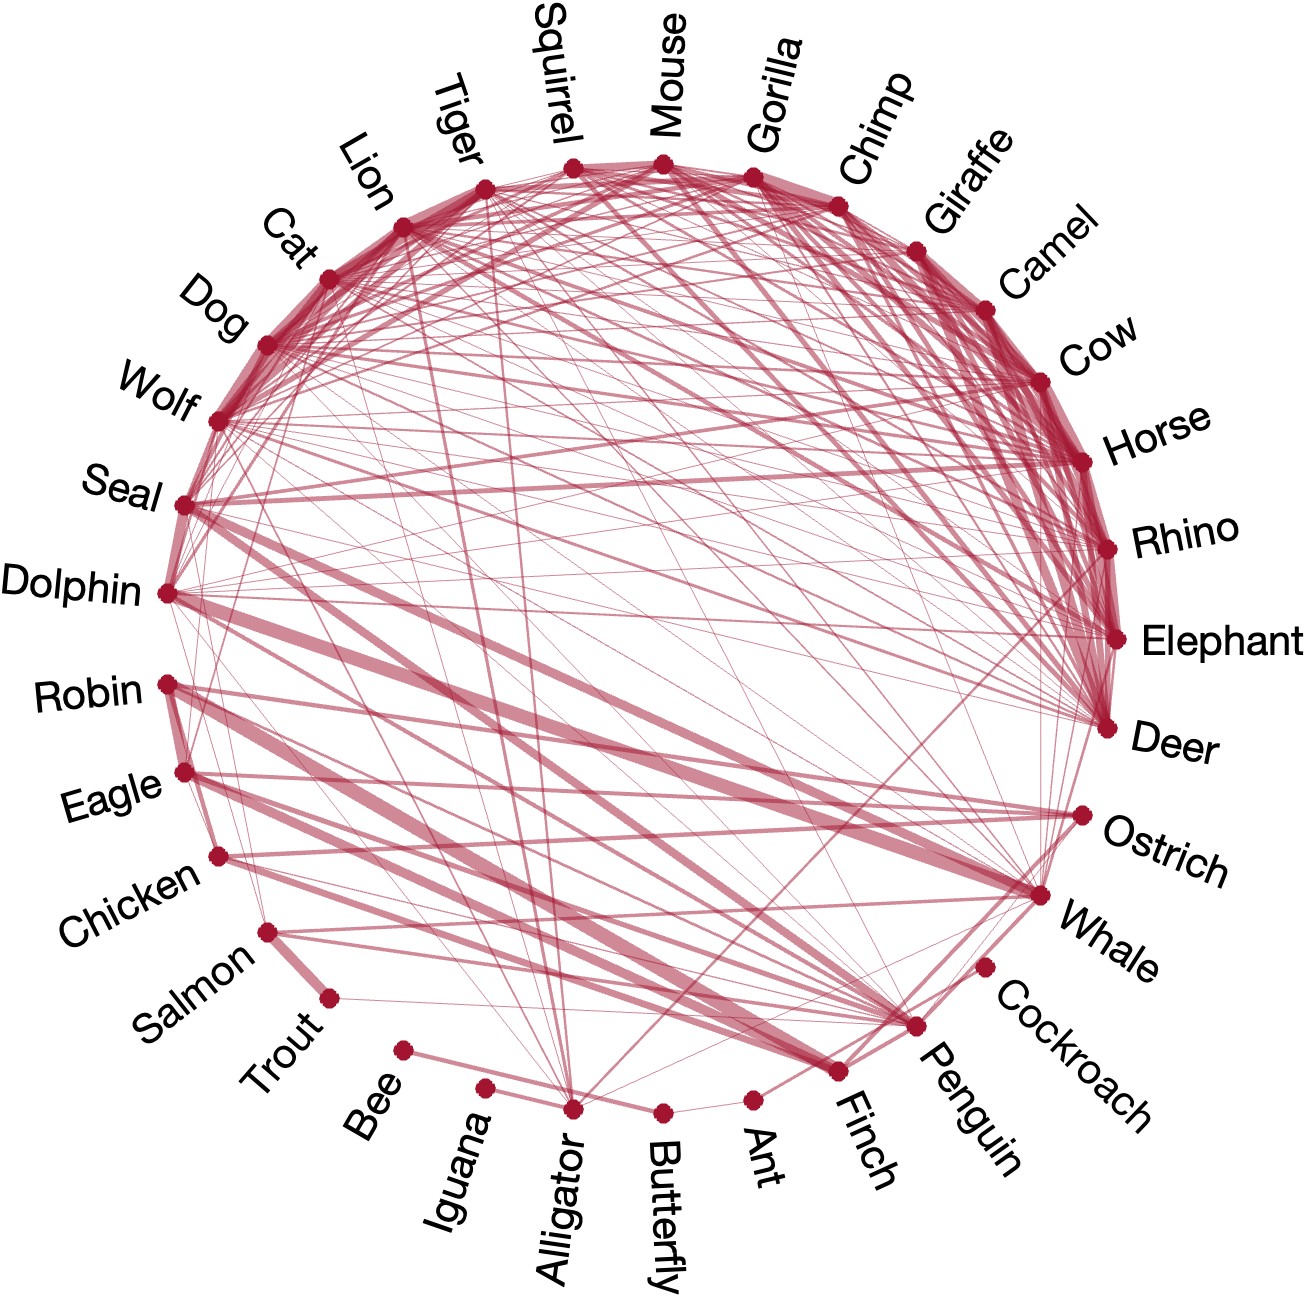 Squirrel
Mouse
Gorilla
Chimp
Giraffe
Camel
Cow
Horse
Rhino
Elephant
Deer
Ostrich
Whale
Cockroach
Penguin
Finch
Ant
Butterfly
Alligator
Iguana
Bee
Trout
Salmon
Chicken
Eagle
Robin
Dolphin
Seal
Wolf
Dog
Cat
Lion
Tiger